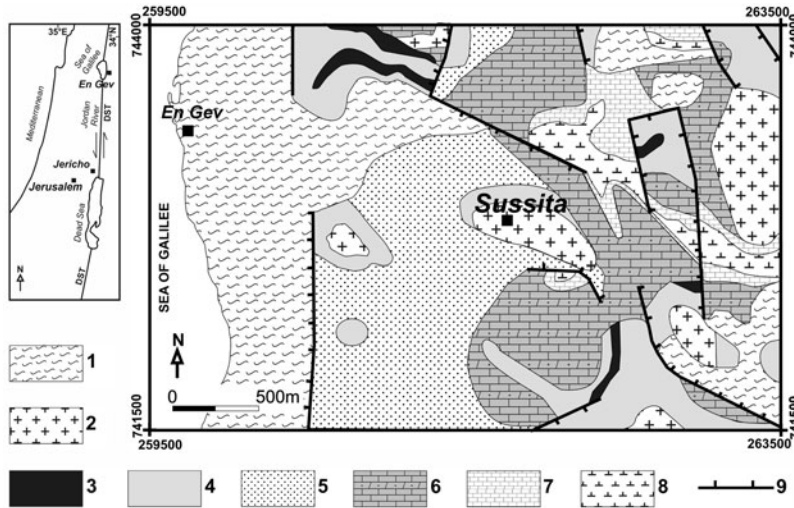 35°E
34°N
Mediterranean
Sea of
Galilee
En Gev
Jordan
River
DST
Jericho
Jerusalem
Dead Sea
N
DST
259500
263500
744000
744000
En Gev
Sussita
SEA OF GALILEE
N
0
500m
741500
741500
259500
263500
1
2
3
4
5
6
7
8
9